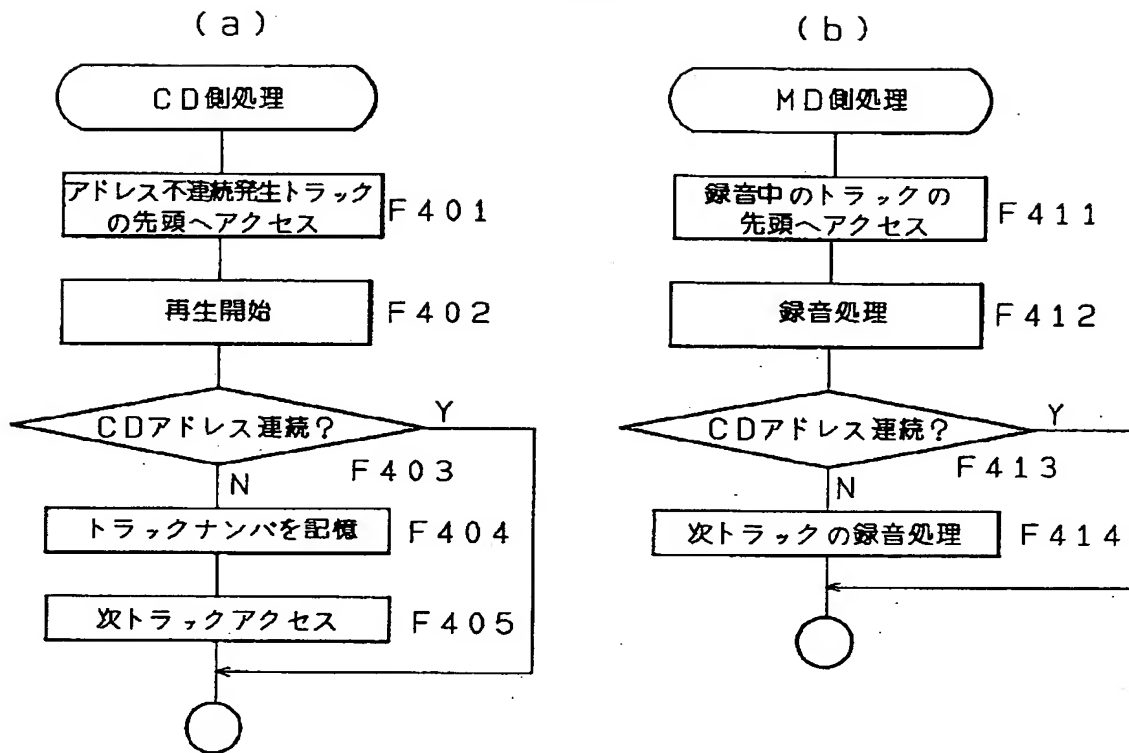 (a)
CD側処理
アドレス不連続発生トラック
の先頭へアクセス
F401
再生開始
F402
CDアドレス連続?
Y
F403
N
トラックナンバを記憶
F404
次トラックアクセス
F405
(b)
MD側処理
録音中のトラックの
先頭へアクセス
F411
録音処理
F412
CDアドレス連続?
Y
F413
N
次トラックの録音処理
F414